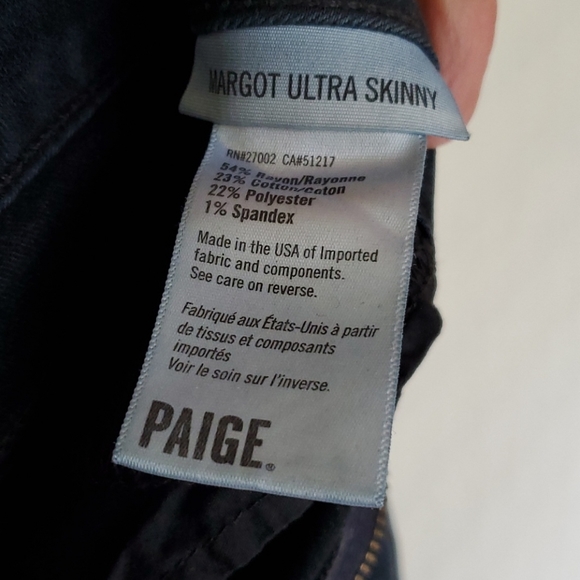 MARGOT ULTRA SKINNY
RN#27002 CA#51217
54% Rayon/Rayonne
23% Cotton/Coton
22% Polyester
1% Spandex
Made in the USA of Imported
fabric and components.
See care on reverse.
Fabriqué aux États-Unis à partir
de tissus et composants
importés
Voir le soin sur l'inverse.
PAIGE®